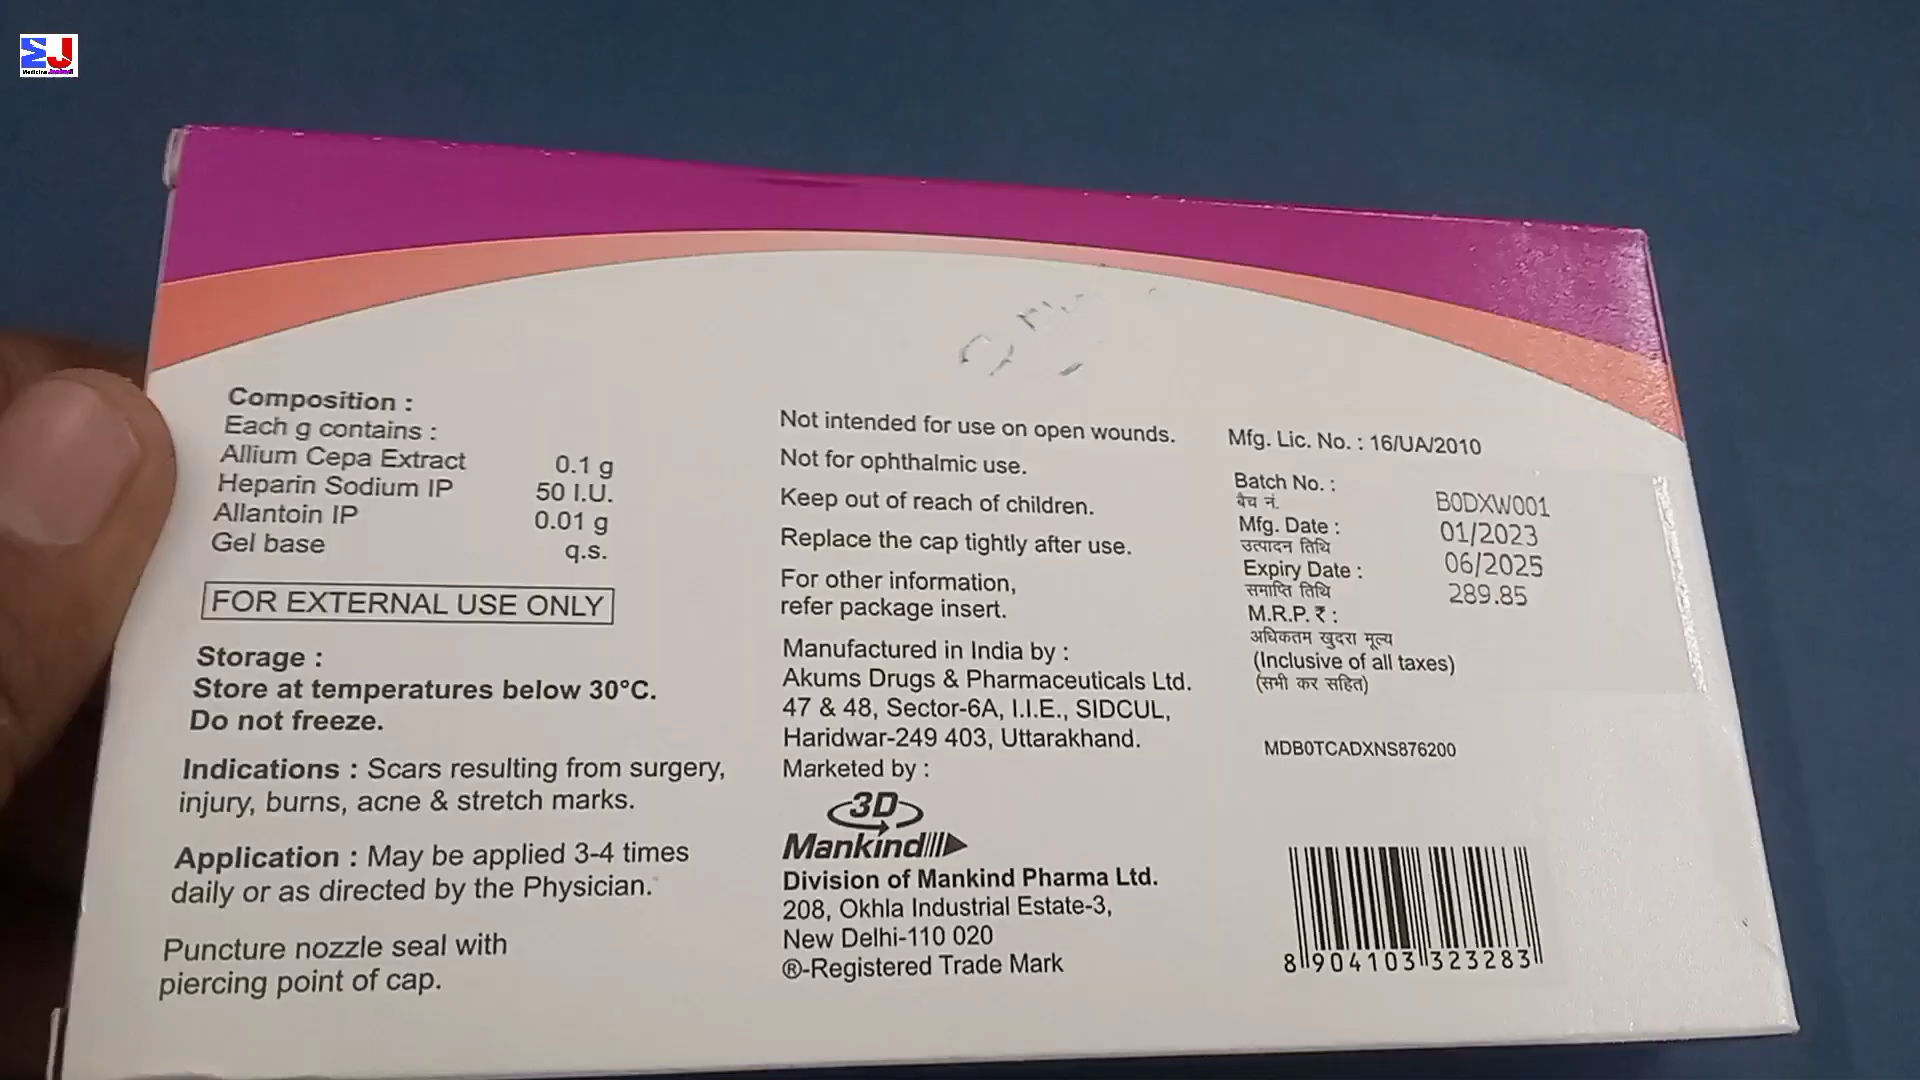 Medicine
Composition :
Each g contains :
Allium Cepa Extract 0.1 g
Heparin Sodium IP 50 I.U.
Allantoin IP 0.01 g
Gel base q.s.
FOR EXTERNAL USE ONLY
Storage :
Store at temperatures below 30°C.
Do not freeze.
Indications : Scars resulting from surgery,
injury, burns, acne & stretch marks.
Application : May be applied 3-4 times
daily or as directed by the Physician.
Puncture nozzle seal with
piercing point of cap.
Not intended for use on open wounds.
Not for ophthalmic use.
Keep out of reach of children.
Replace the cap tightly after use.
For other information,
refer package insert.
Manufactured in India by :
Akums Drugs & Pharmaceuticals Ltd.
47 & 48, Sector-6A, I.I.E., SIDCUL,
Haridwar-249 403, Uttarakhand.
Marketed by :
3D
Mankind
Division of Mankind Pharma Ltd.
208, Okhla Industrial Estate-3,
New Delhi-110 020
®-Registered Trade Mark
Mfg. Lic. No. : 16/UA/2010
Batch No. : B0DXW001
बैच नं.
Mfg. Date : 01/2023
उत्पादन तिथि
Expiry Date : 06/2025
समाप्ति तिथि
M.R.P. ₹ : 289.85
अधिकतम खुदरा मूल्य
(Inclusive of all taxes)
(सभी कर सहित)
MDB0TCADXNS876200
8 904103 323283